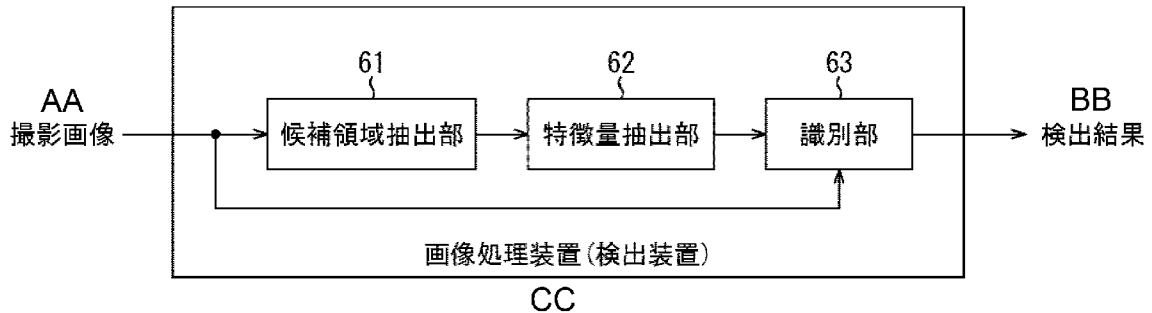 61
62
63
AA
撮影画像
候補領域抽出部
特徴量抽出部
識別部
BB
検出結果
画像処理装置(検出装置)
CC